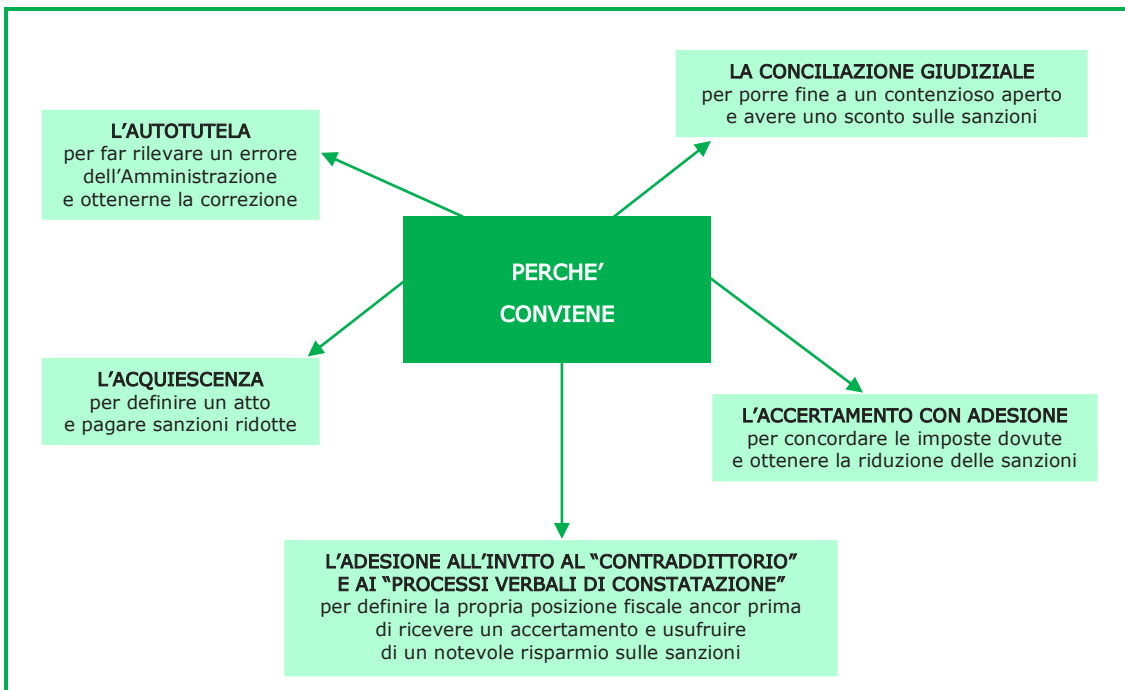 LA CONCILIAZIONE GIUDIZIALE
per porre fine a un contenzioso aperto
e avere uno sconto sulle sanzioni
L’AUTOTUTELA
per far rilevare un errore
dell’Amministrazione
e ottenerne la correzione
PERCHE’
CONVIENE
L’ACQUIESCENZA
per definire un atto
e pagare sanzioni ridotte
L’ACCERTAMENTO CON ADESIONE
per concordare le imposte dovute
e ottenere la riduzione delle sanzioni
L’ADESIONE ALL’INVITO AL “CONTRADDITTORIO”
E AI “PROCESSI VERBALI DI CONSTATAZIONE”
per definire la propria posizione fiscale ancor prima
di ricevere un accertamento e usufruire
di un notevole risparmio sulle sanzioni